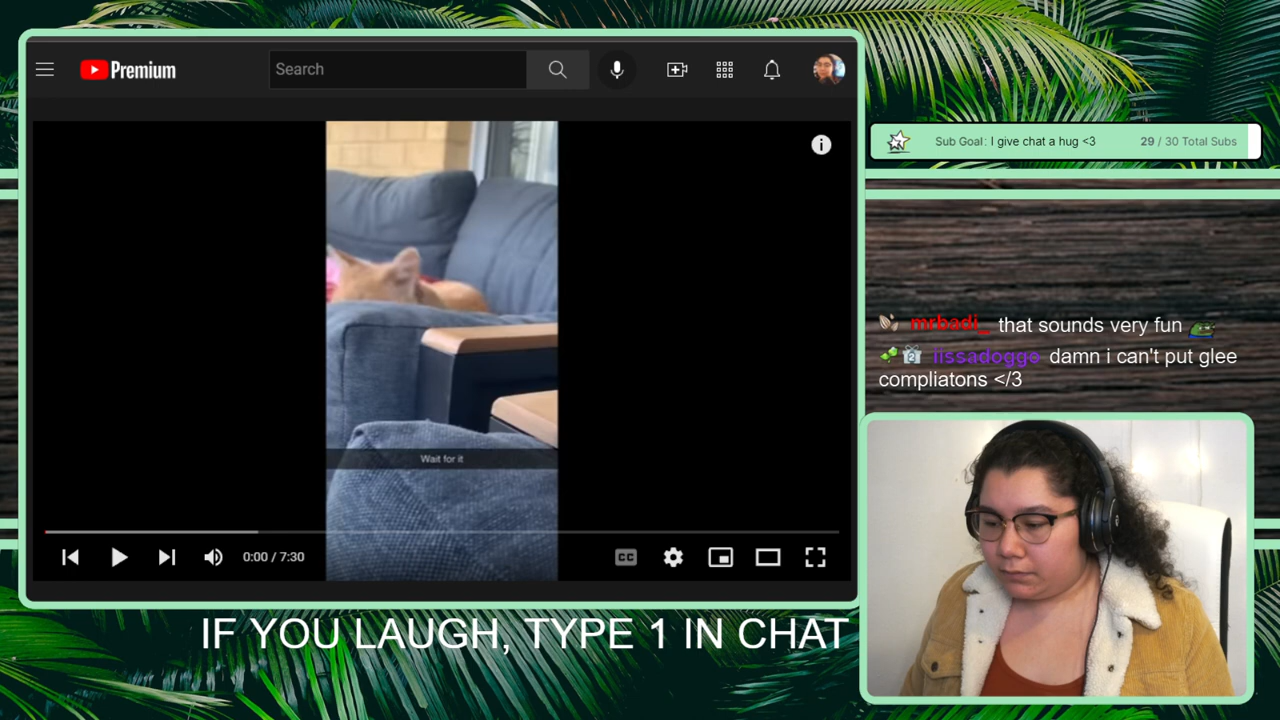 Premium
Search
Sub Goal: I give chat a hug <3 29 / 30 Total Subs
mrbadi_ that sounds very fun
iissadoggo damn i can't put glee
compliatons </3
Wait for it
CC
0:00 / 7:30
IF YOU LAUGH, TYPE 1 IN CHAT